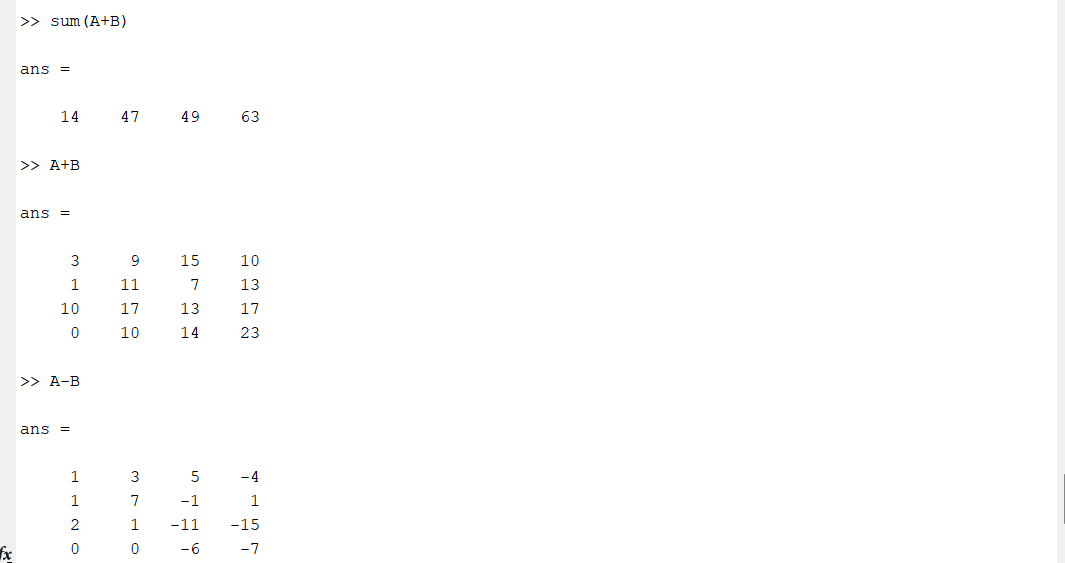 >> sum(A+B)
ans =
14 47 49 63
>> A+B
ans =
3 9 15 10
1 11 7 13
10 17 13 17
0 10 14 23
>> A-B
ans =
1 3 5 -4
1 7 -1 1
2 1 -11 -15
0 0 -6 -7
fx